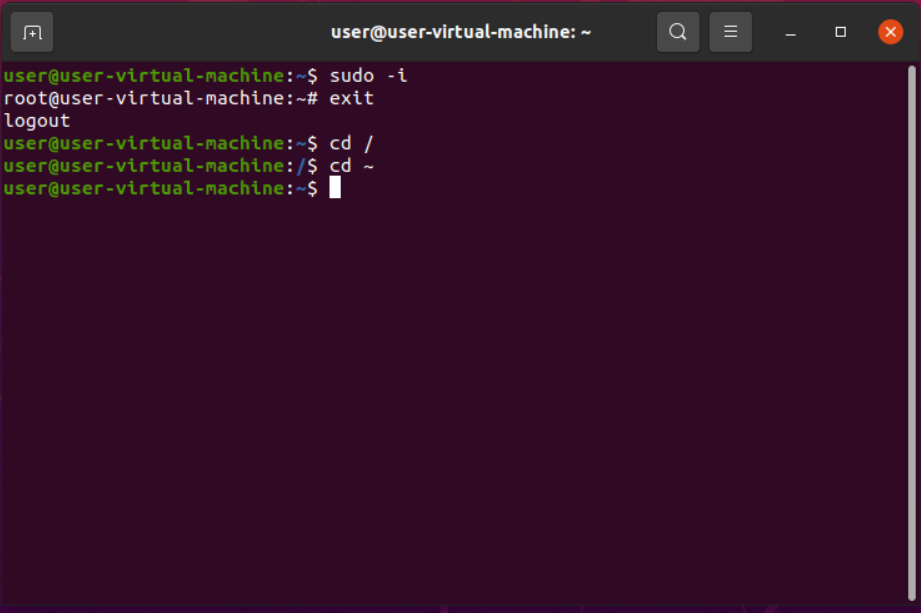 user@user-virtual-machine: ~
user@user-virtual-machine:~$ sudo -i
root@user-virtual-machine:~# exit
logout
user@user-virtual-machine:~$ cd /
user@user-virtual-machine:/$ cd ~
user@user-virtual-machine:~$